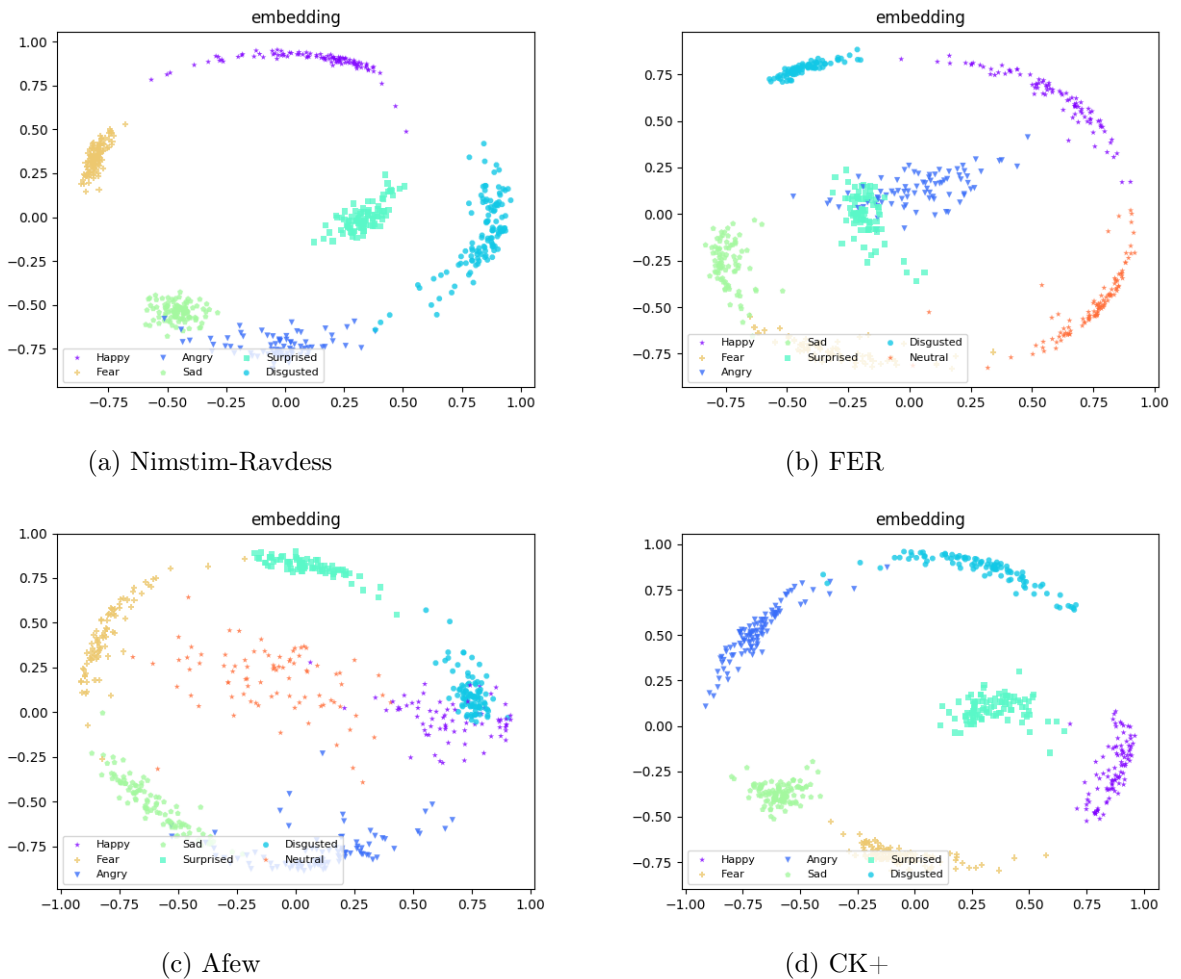 embedding
1.00
0.75
0.50
0.25
0.00
−0.25
−0.50
−0.75
−0.75 −0.50 −0.25 0.00 0.25 0.50 0.75 1.00
Happy Angry Surprised
Fear Sad Disgusted
(a) Nimstim-Ravdess
embedding
0.75
0.50
0.25
0.00
−0.25
−0.50
−0.75
−0.75 −0.50 −0.25 0.00 0.25 0.50 0.75 1.00
Happy Sad Disgusted
Fear Surprised Neutral
Angry
(b) FER
embedding
1.00
0.75
0.50
0.25
0.00
−0.25
−0.50
−0.75
−1.00 −0.75 −0.50 −0.25 0.00 0.25 0.50 0.75 1.00
Happy Sad Disgusted
Fear Surprised Neutral
Angry
(c) Afew
embedding
1.00
0.75
0.50
0.25
0.00
−0.25
−0.50
−0.75
−1.00 −0.75 −0.50 −0.25 0.00 0.25 0.50 0.75 1.00
Happy Angry Surprised
Fear Sad Disgusted
(d) CK+